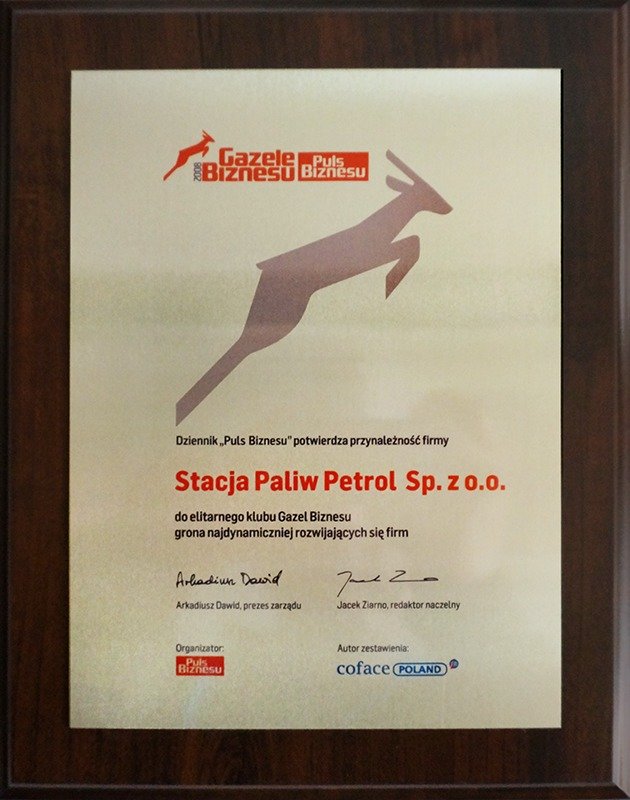 2008 Gazele Biznesu Puls Biznesu
Dziennik „Puls Biznesu” potwierdza przynależność firmy
Stacja Paliw Petrol Sp. z o.o.
do elitarnego klubu Gazel Biznesu
grona najdynamiczniej rozwijających się firm
Arkadiusz Dawid
Arkadiusz Dawid, prezes zarządu
Jacek Ziarno, redaktor naczelny
Organizator:
Puls Biznesu
Autor zestawienia:
coface POLAND